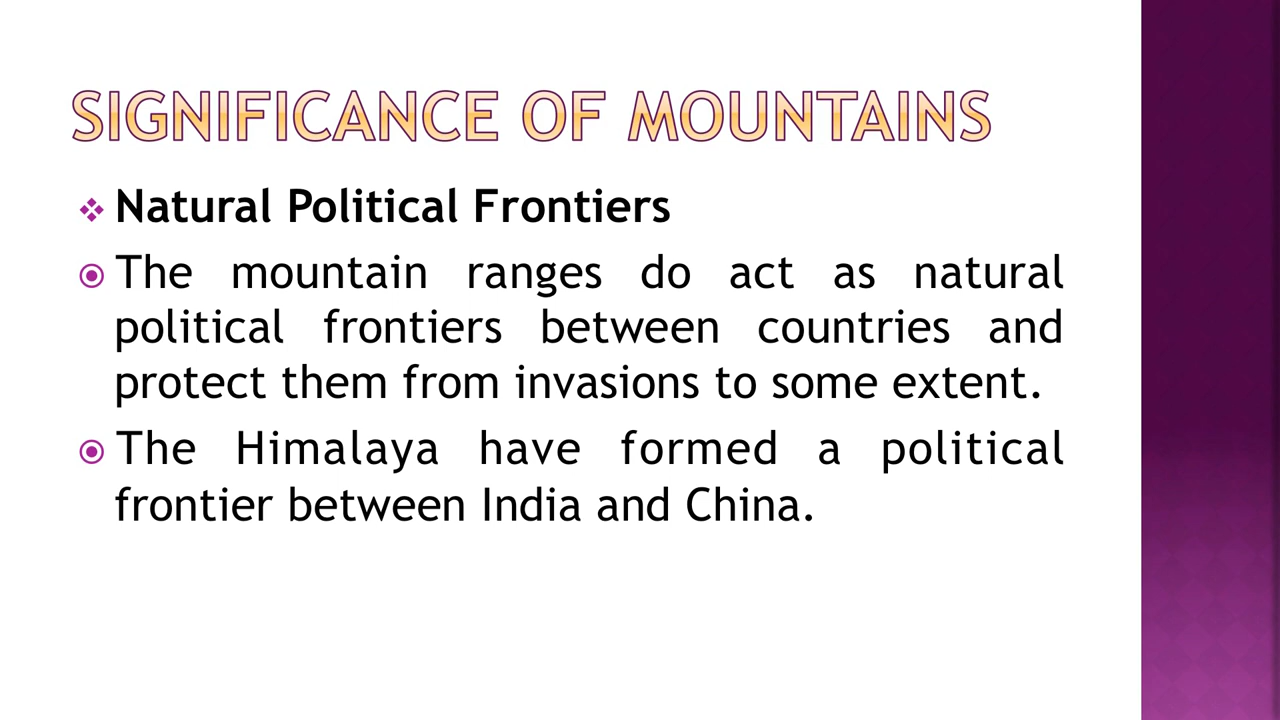 SIGNIFICANCE OF MOUNTAINS
Natural Political Frontiers
The mountain ranges do act as natural
political frontiers between countries and
protect them from invasions to some extent.
The Himalaya have formed a political
frontier between India and China.